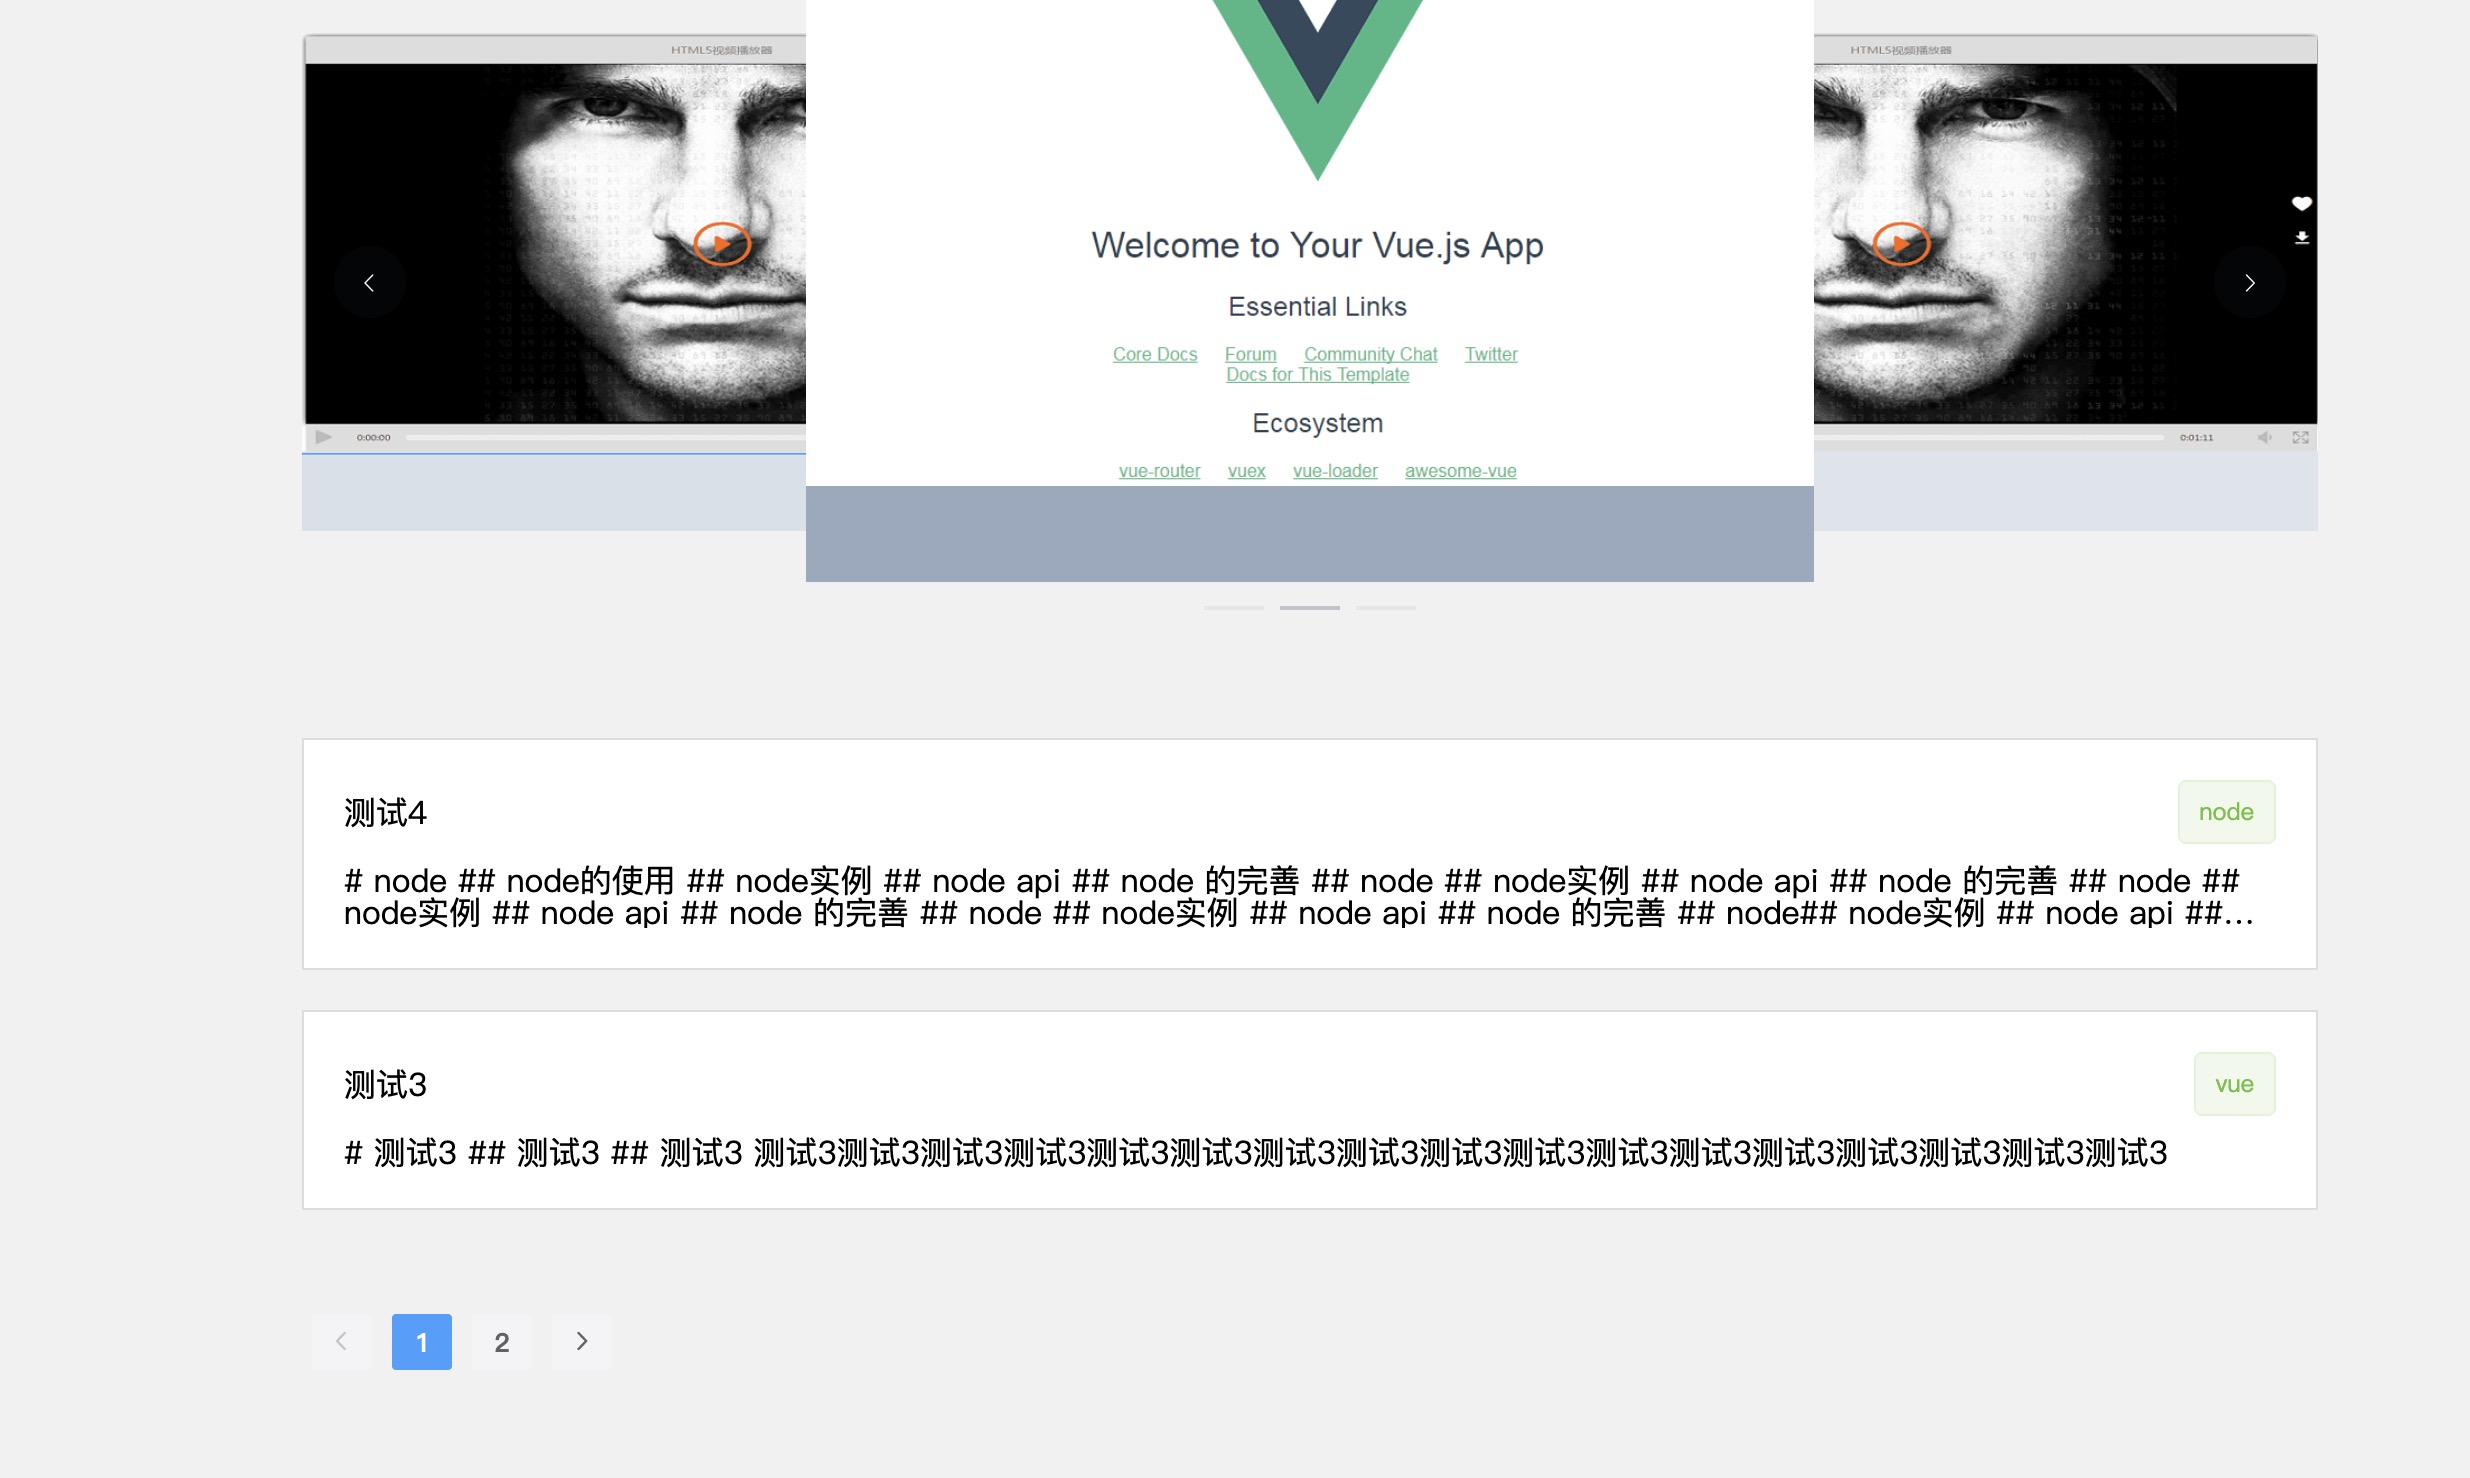 HTML5视频播放器
HTML5视频播放器
Welcome to Your Vue.js App
Essential Links
Core Docs Forum Community Chat Twitter
Docs for This Template
Ecosystem
vue-router vuex vue-loader awesome-vue
0:00:00
0:01:11
测试4
node
# node ## node的使用 ## node实例 ## node api ## node 的完善 ## node ## node实例 ## node api ## node 的完善 ## node ##
node实例 ## node api ## node 的完善 ## node ## node实例 ## node api ## node 的完善 ## node## node实例 ## node api ##...
测试3
vue
# 测试3 ## 测试3 ## 测试3 测试3测试3测试3测试3测试3测试3测试3测试3测试3测试3测试3测试3测试3测试3测试3测试3测试3
1 2